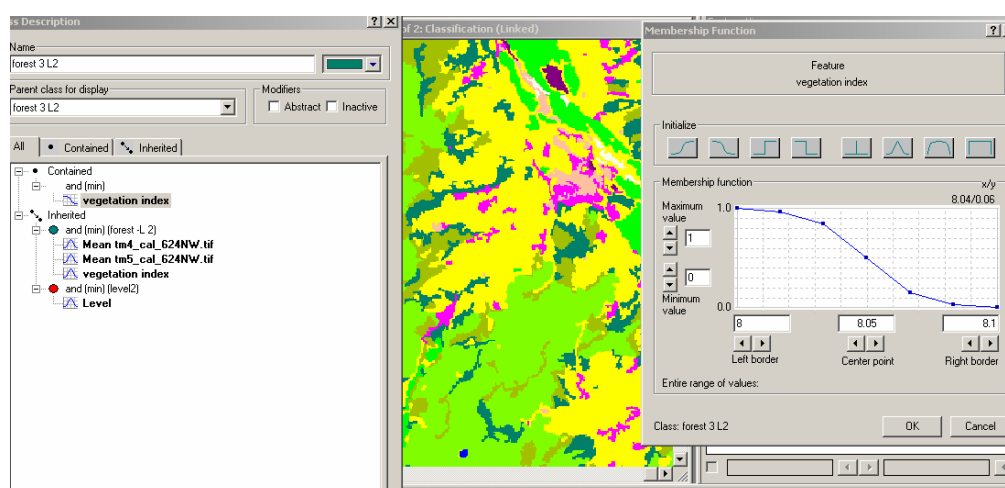 ss Description
Name
forest 3 L2
Parent class for display
forest 3 L2
Modifiers
Abstract
Inactive
All
Contained
Inherited
Contained
and (min)
vegetation index
Inherited
and (min) (forest -L 2)
Mean tm4_cal_624NW.tif
Mean tm5_cal_624NW.tif
vegetation index
and (min) (level2)
Level
of 2: Classification (Linked)
Membership Function
Feature
vegetation index
Initialize
Membership function
x/y
8.04/0.06
Maximum
value
1
0
Minimum
value
1.0
0.0
8
8.05
8.1
Left border
Center point
Right border
Entire range of values:
Class: forest 3 L2
OK
Cancel